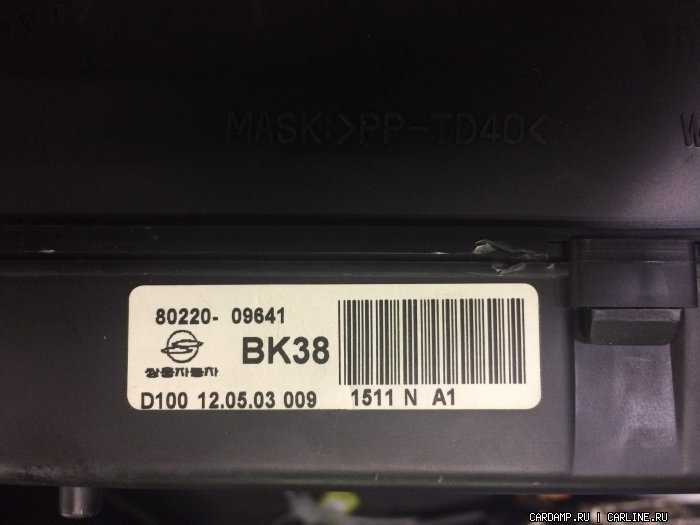 MASK:>PP-TD40<
80220- 09641
BK38
쌍용자동차
D100 12.05.03 009
1511 N A1
CARDAMP.RU | CARLINE.RU